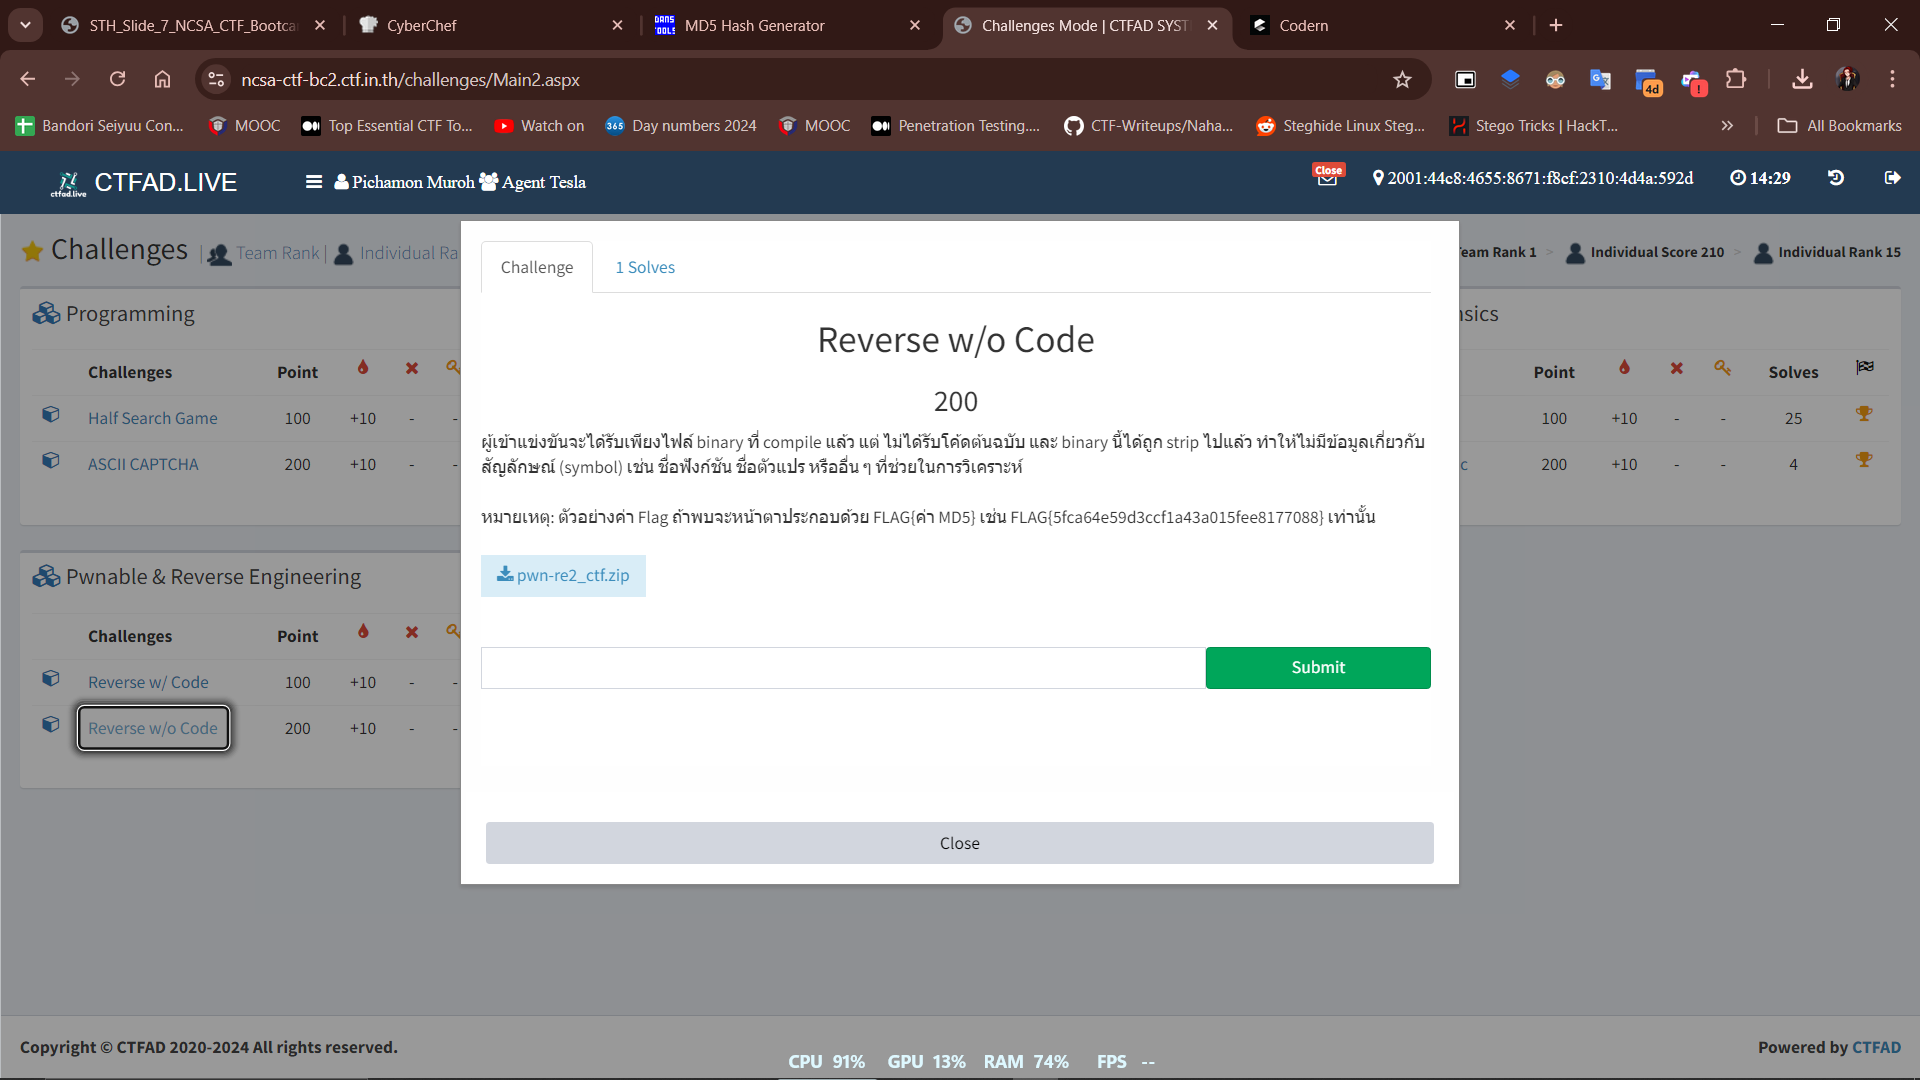 STH_Slide_7_NCSA_CTF_Bootca
CyberChef
DANS TOOLS
MD5 Hash Generator
Challenges Mode | CTFAD SYST
Codern
ncsa-ctf-bc2.ctf.in.th/challenges/Main2.aspx
4d
!
Bandori Seiyuu Con...
MOOC
Top Essential CTF To...
Watch on
365
Day numbers 2024
MOOC
Penetration Testing....
CTF-Writeups/Naha...
Steghide Linux Steg...
Stego Tricks | HackT...
All Bookmarks
ctfad.live
CTFAD.LIVE
Pichamon Muroh
Agent Tesla
Close
2001:44c8:4655:8671:f8cf:2310:4d4a:592d
14:29
Challenges
| Team Rank | Individual Ra
Team Rank 1 > Individual Score 210 > Individual Rank 15
Programming
Challenges Point
Half Search Game 100 +10 - -
ASCII CAPTCHA 200 +10 - -
Pwnable & Reverse Engineering
Challenges Point
Reverse w/ Code 100 +10 - -
Reverse w/o Code 200 +10 - -
Challenge
1 Solves
Reverse w/o Code
200
ผู้เข้าแข่งขันจะได้รับเพียงไฟล์ binary ที่ compile แล้ว แต่ ไม่ได้รับโค้ดต้นฉบับ และ binary นี้ได้ถูก strip ไปแล้ว ทำให้ไม่มีข้อมูลเกี่ยวกับ
สัญลักษณ์ (symbol) เช่น ชื่อฟังก์ชัน ชื่อตัวแปร หรืออื่น ๆ ที่ช่วยในการวิเคราะห์
หมายเหตุ: ตัวอย่างค่า Flag ถ้าพบจะหน้าตาประกอบด้วย FLAG{ค่า MD5} เช่น FLAG{5fca64e59d3ccf1a43a015fee8177088} เท่านั้น
pwn-re2_ctf.zip
Submit
Close
nsics
Point Solves
100 +10 - - 25
c 200 +10 - - 4
Copyright © CTFAD 2020-2024 All rights reserved.
CPU 91% GPU 13% RAM 74% FPS --
Powered by CTFAD